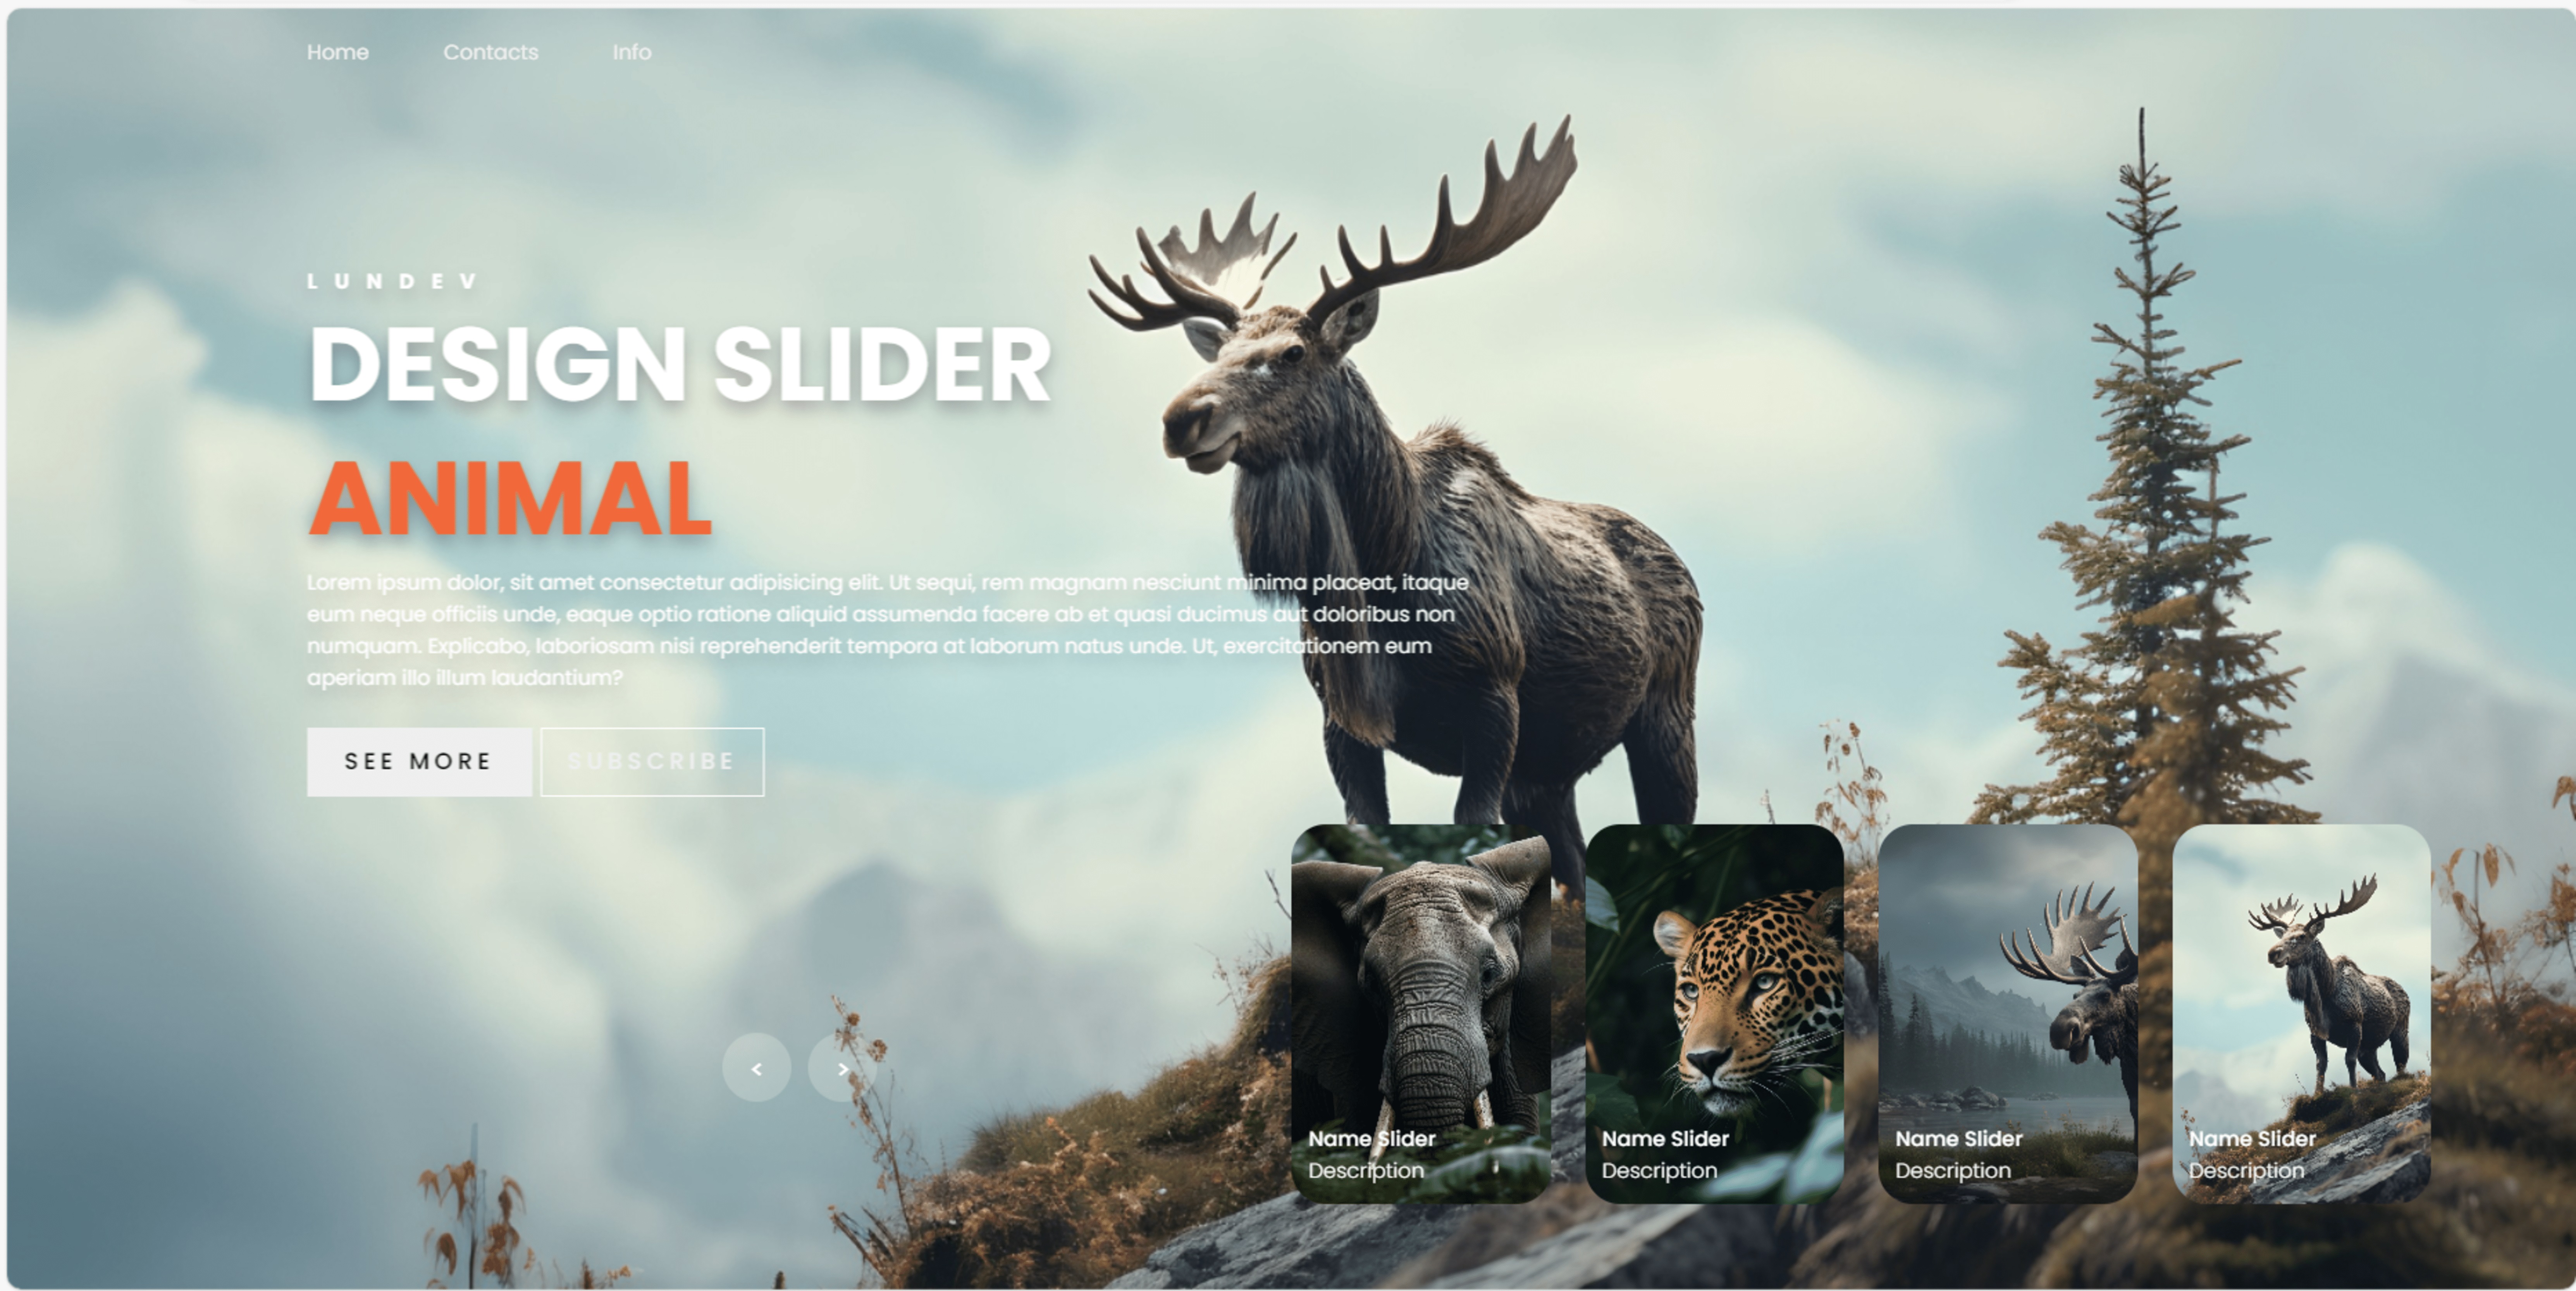 Home Contacts Info
LUNDEV
DESIGN SLIDER
ANIMAL
Lorem ipsum dolor, sit amet consectetur adipisicing elit. Ut sequi, rem magnam nesciunt minima placeat, itaque
eum neque officiis unde, eaque optio ratione aliquid assumenda facere ab et quasi ducimus aut doloribus non
numquam. Explicabo, laboriosam nisi reprehenderit tempora at laborum natus unde. Ut, exercitationem eum
aperiam illo illum laudantium?
SEE MORE SUBSCRIBE
< >
Name Slider
Description
Name Slider
Description
Name Slider
Description
Name Slider
Description